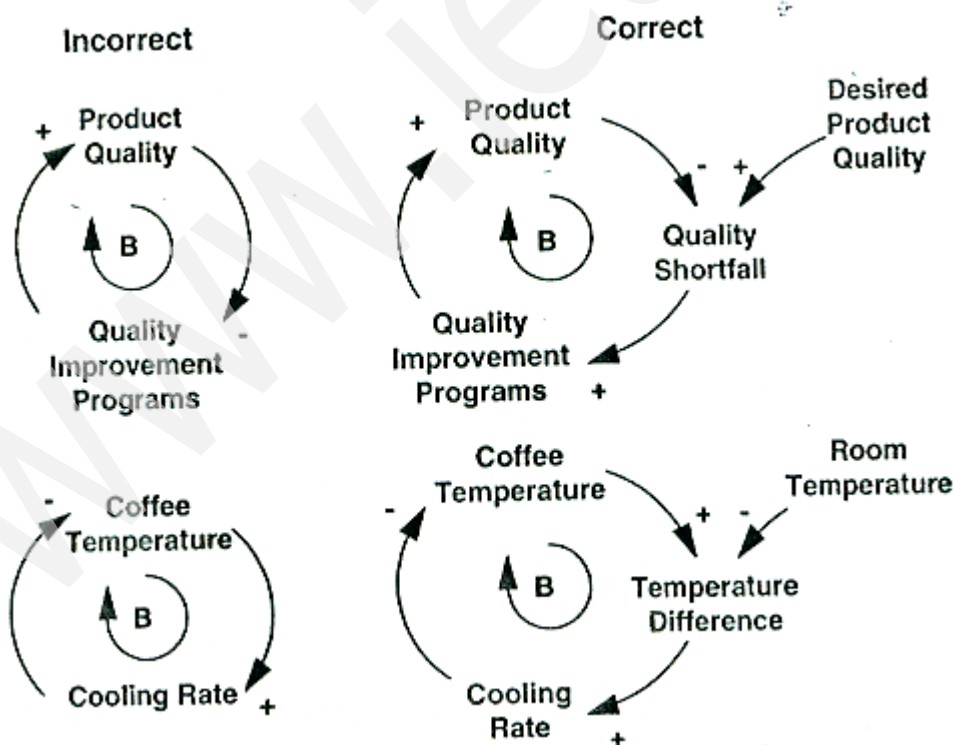 Incorrect
+
Product
Quality
B
-
Quality
Improvement
Programs
-
Coffee
Temperature
B
Cooling Rate
+
Correct
+
Product
Quality
Desired
Product
Quality
-
+
B
Quality
Shortfall
Quality
Improvement
Programs
+
Coffee
Temperature
Room
Temperature
-
+
-
B
Temperature
Difference
Cooling
Rate
+